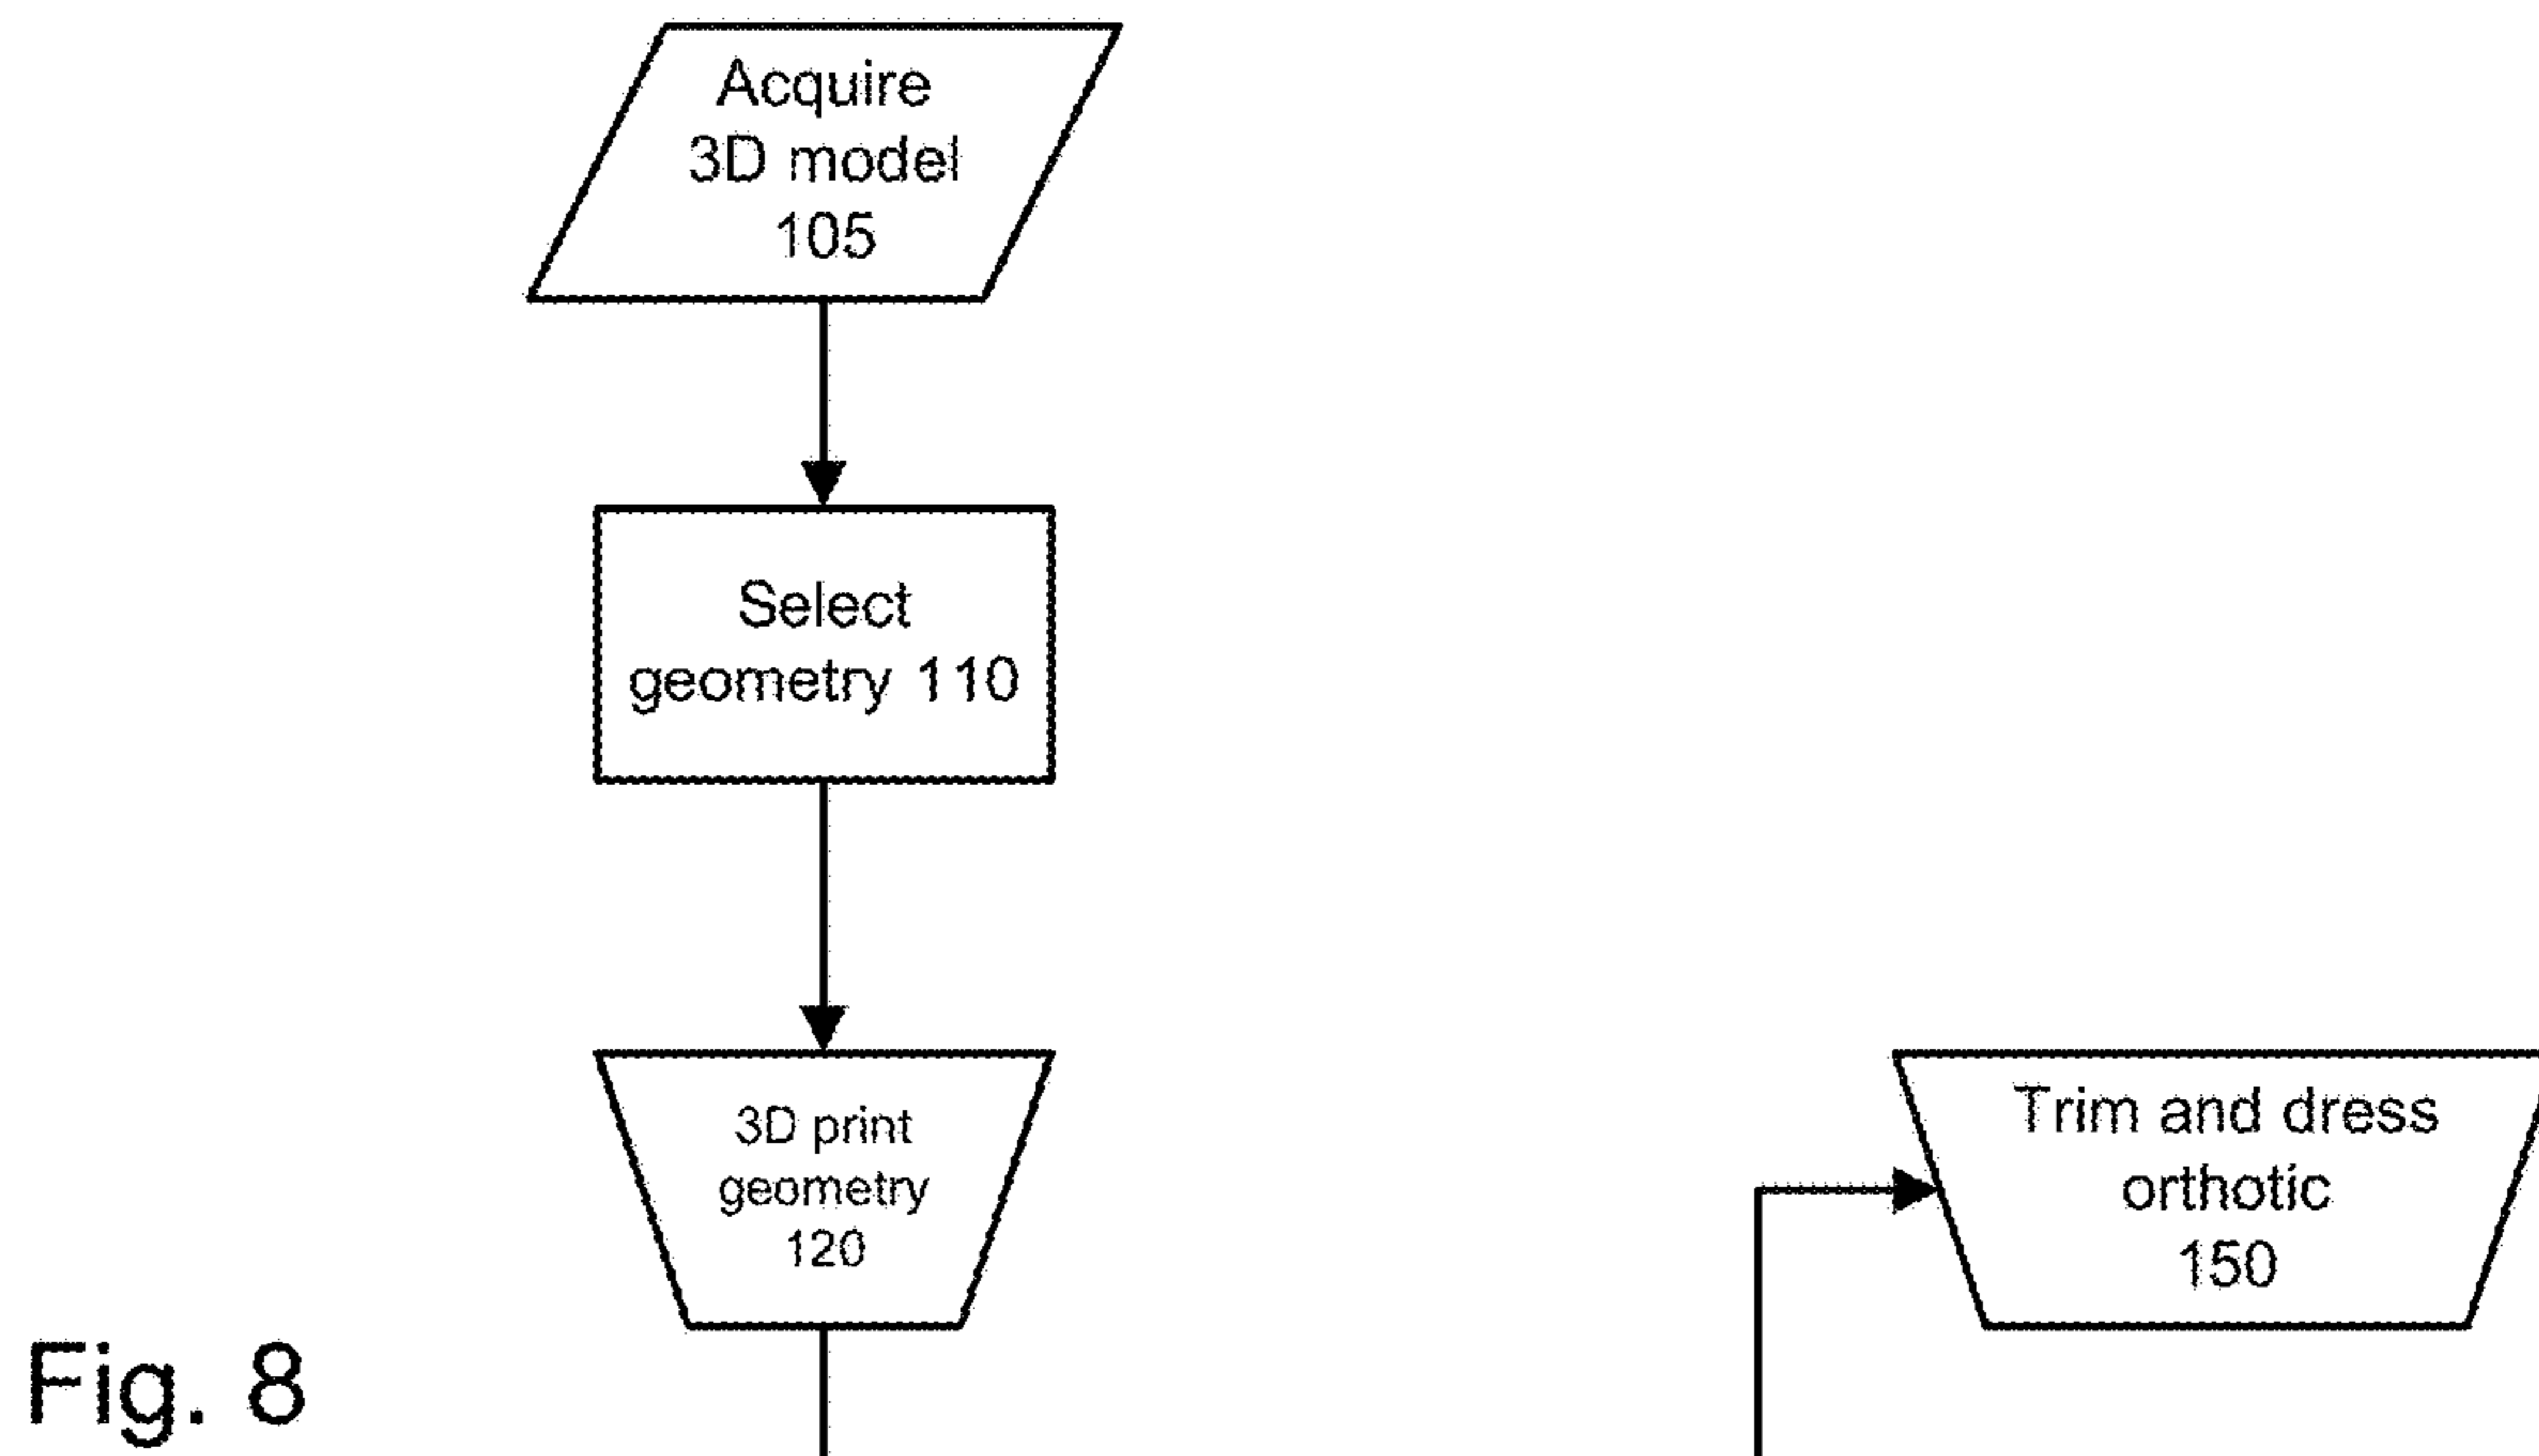 Acquire
3D model
105
Select
geometry 110
3D print
geometry
120
Trim and dress
orthotic
150
Fig. 8